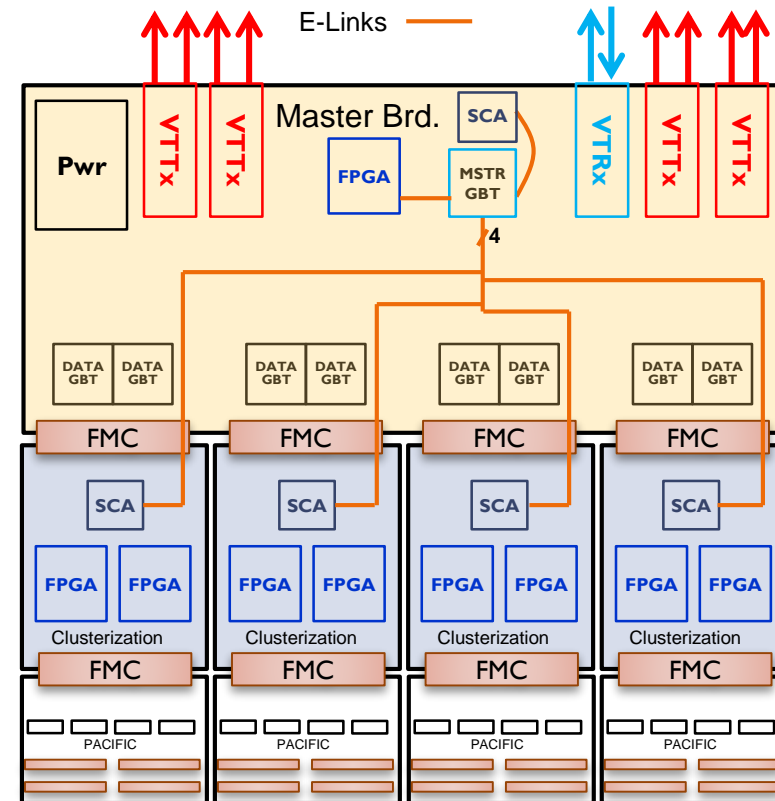 E-Links
Master Brd.
Pwr
VTTx
VTTx
FPGA
SCA
MSTR
GBT
VTRx
VTTx
VTTx
4
DATA
GBT
DATA
GBT
DATA
GBT
DATA
GBT
DATA
GBT
DATA
GBT
DATA
GBT
DATA
GBT
FMC
FMC
FMC
FMC
SCA
SCA
SCA
SCA
FPGA
FPGA
FPGA
FPGA
FPGA
FPGA
FPGA
FPGA
Clusterization
Clusterization
Clusterization
Clusterization
FMC
FMC
FMC
FMC
PACIFIC
PACIFIC
PACIFIC
PACIFIC